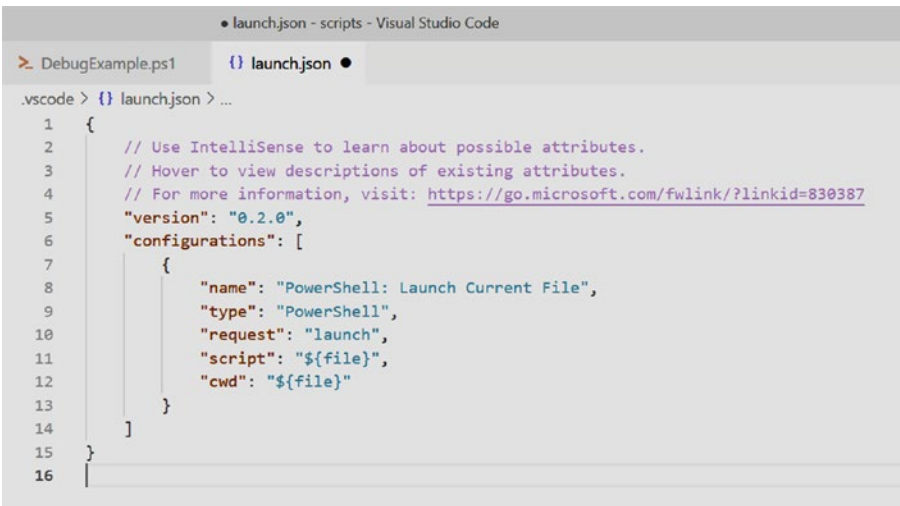 ● launch.json - scripts - Visual Studio Code
DebugExample.ps1 {} launch.json ●
.vscode > {} launch.json > ...
1 {
2 // Use IntelliSense to learn about possible attributes.
3 // Hover to view descriptions of existing attributes.
4 // For more information, visit: https://go.microsoft.com/fwlink/?linkid=830387
5 "version": "0.2.0",
6 "configurations": [
7 {
8 "name": "PowerShell: Launch Current File",
9 "type": "PowerShell",
10 "request": "launch",
11 "script": "${file}",
12 "cwd": "${file}"
13 }
14 ]
15 }
16